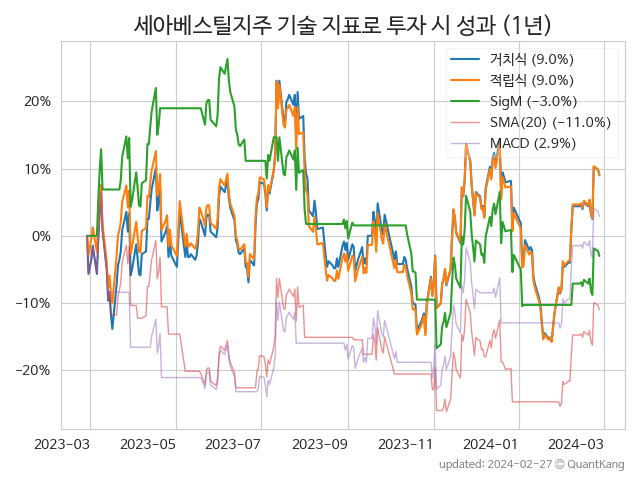 세아베스틸지주 기술 지표로 투자 시 성과 (1년)
거치식 (9.0%)
적립식 (9.0%)
SigM (−3.0%)
SMA(20) (−11.0%)
MACD (2.9%)
20%
10%
0%
−10%
−20%
2023-03 2023-05 2023-07 2023-09 2023-11 2024-01 2024-03
updated: 2024-02-27 © QuantKang